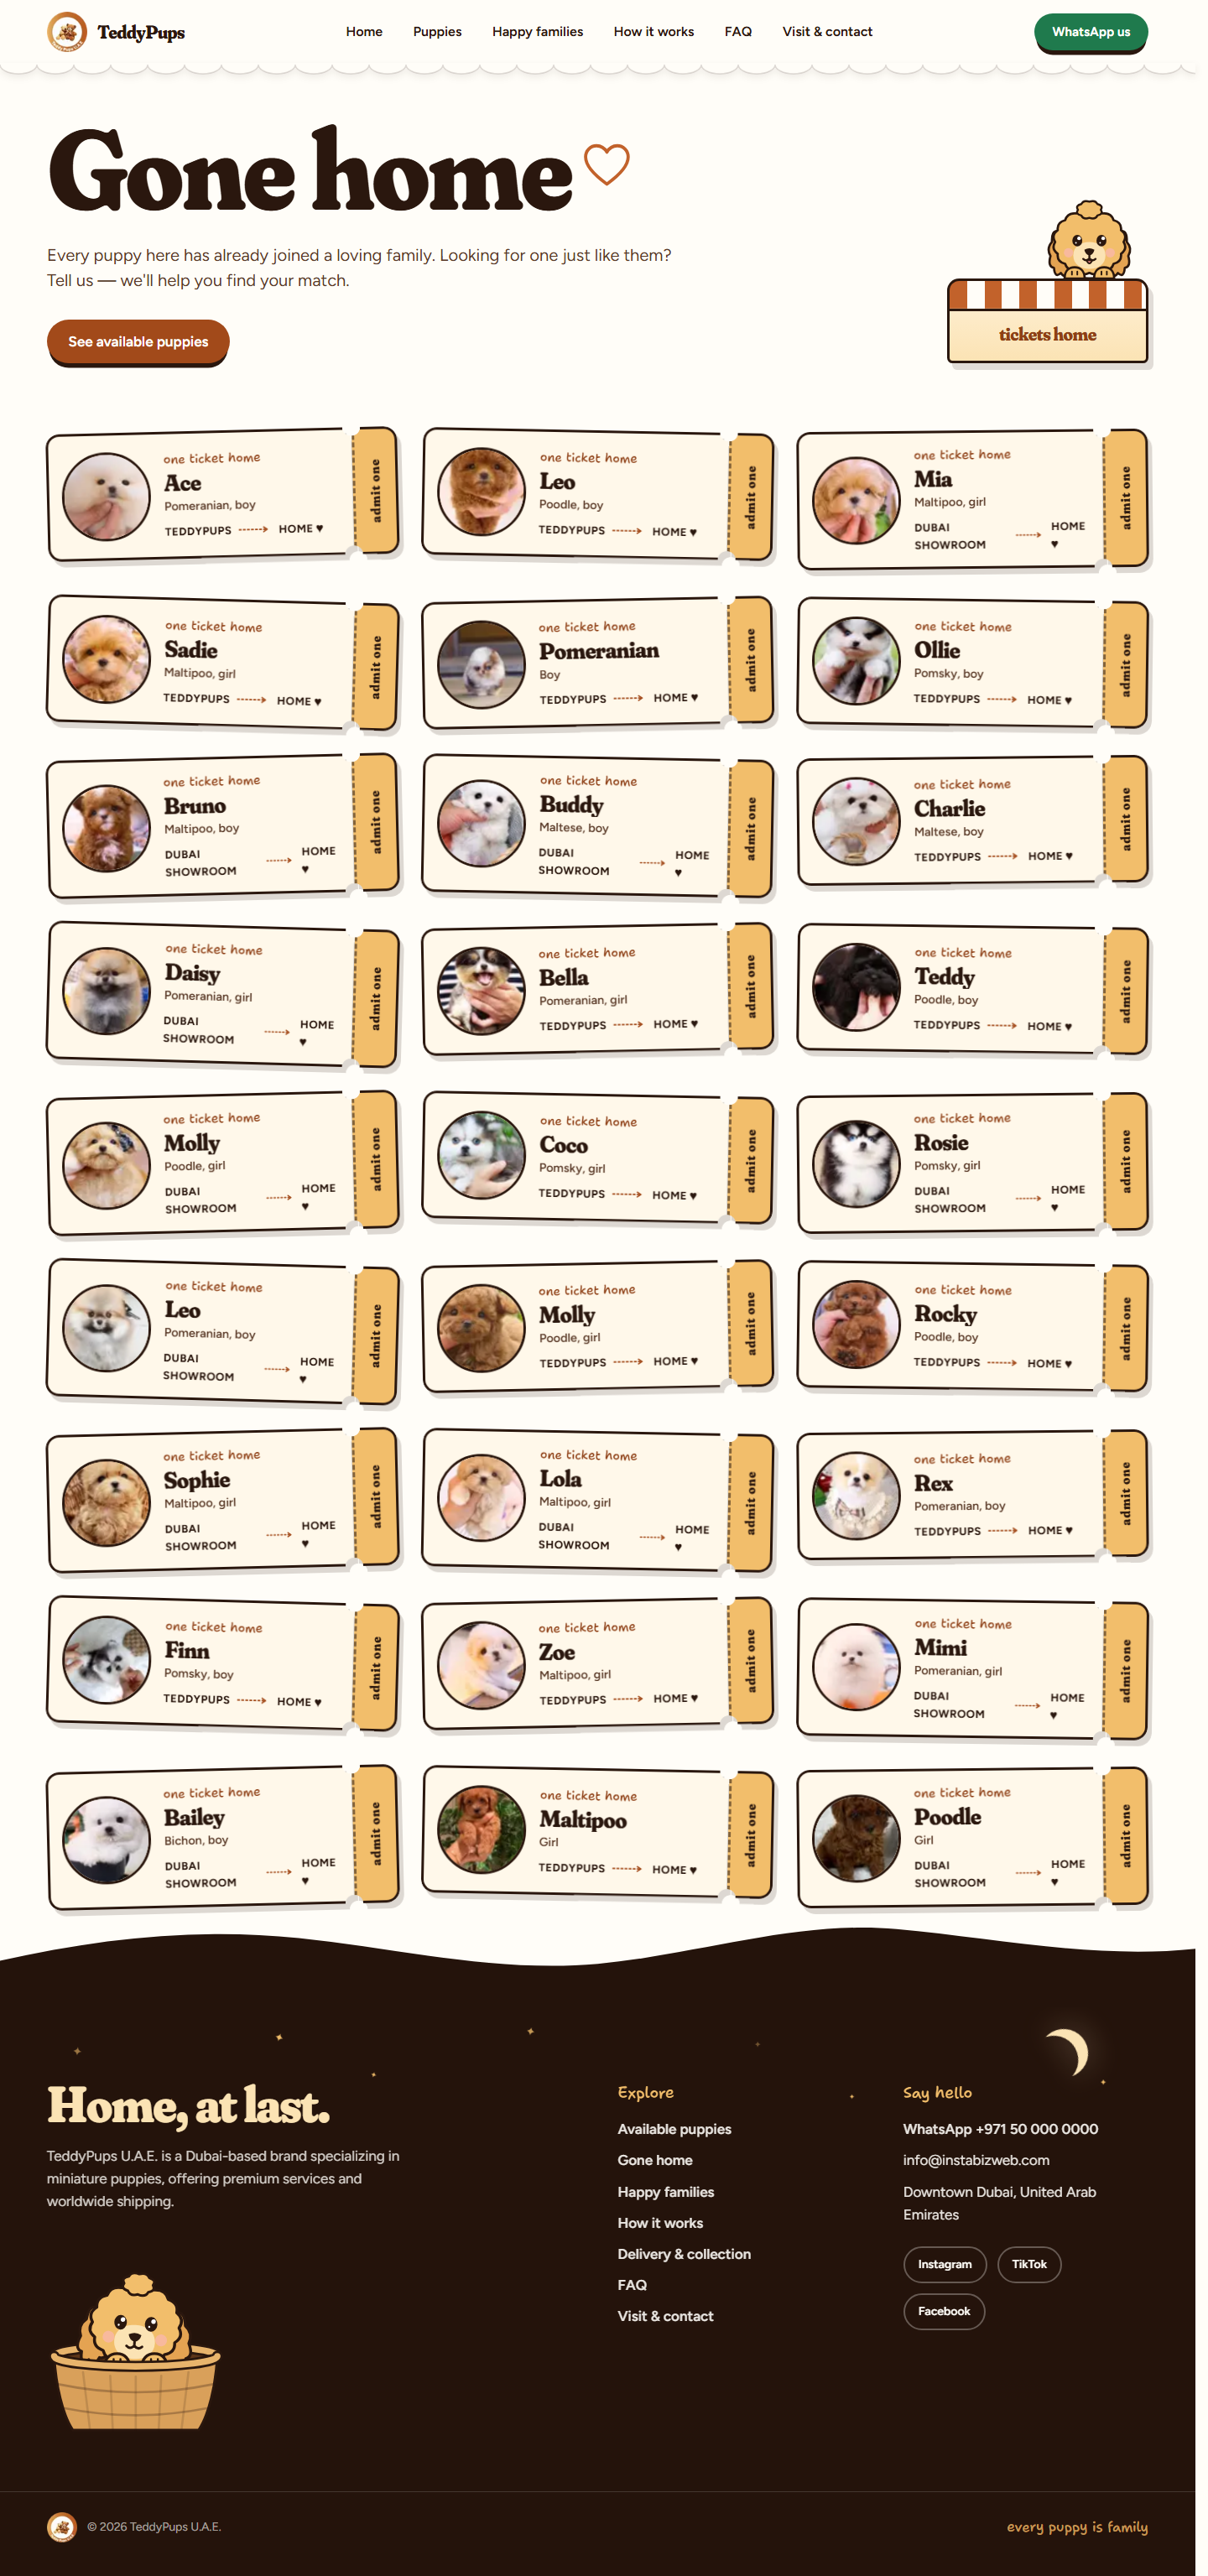 TeddyPups
Home
Puppies
Happy families
How it works
FAQ
Visit & contact
WhatsApp us
Gone home
Every puppy here has already joined a loving family. Looking for one just like them?
Tell us — we'll help you find your match.
See available puppies
tickets home
one ticket home
Ace
Pomeranian, boy
TEDDYPUPS HOME ♥
admit one
one ticket home
Leo
Poodle, boy
TEDDYPUPS HOME ♥
admit one
one ticket home
Mia
Maltipoo, girl
DUBAI SHOWROOM HOME ♥
admit one
one ticket home
Sadie
Maltipoo, girl
TEDDYPUPS HOME ♥
admit one
one ticket home
Pomeranian
Boy
TEDDYPUPS HOME ♥
admit one
one ticket home
Ollie
Pomsky, boy
TEDDYPUPS HOME ♥
admit one
one ticket home
Bruno
Maltipoo, boy
DUBAI SHOWROOM HOME ♥
admit one
one ticket home
Buddy
Maltese, boy
DUBAI SHOWROOM HOME ♥
admit one
one ticket home
Charlie
Maltese, boy
TEDDYPUPS HOME ♥
admit one
one ticket home
Daisy
Pomeranian, girl
DUBAI SHOWROOM HOME ♥
admit one
one ticket home
Bella
Pomeranian, girl
TEDDYPUPS HOME ♥
admit one
one ticket home
Teddy
Poodle, boy
TEDDYPUPS HOME ♥
admit one
one ticket home
Molly
Poodle, girl
DUBAI SHOWROOM HOME ♥
admit one
one ticket home
Coco
Pomsky, girl
TEDDYPUPS HOME ♥
admit one
one ticket home
Rosie
Pomsky, girl
DUBAI SHOWROOM HOME ♥
admit one
one ticket home
Leo
Pomeranian, boy
DUBAI SHOWROOM HOME ♥
admit one
one ticket home
Molly
Poodle, girl
TEDDYPUPS HOME ♥
admit one
one ticket home
Rocky
Poodle, boy
TEDDYPUPS HOME ♥
admit one
one ticket home
Sophie
Maltipoo, girl
DUBAI SHOWROOM HOME ♥
admit one
one ticket home
Lola
Maltipoo, girl
DUBAI SHOWROOM HOME ♥
admit one
one ticket home
Rex
Pomeranian, boy
TEDDYPUPS HOME ♥
admit one
one ticket home
Finn
Pomsky, boy
TEDDYPUPS HOME ♥
admit one
one ticket home
Zoe
Maltipoo, girl
TEDDYPUPS HOME ♥
admit one
one ticket home
Mimi
Pomeranian, girl
DUBAI SHOWROOM HOME ♥
admit one
one ticket home
Bailey
Bichon, boy
DUBAI SHOWROOM HOME ♥
admit one
one ticket home
Maltipoo
Girl
TEDDYPUPS HOME ♥
admit one
one ticket home
Poodle
Girl
DUBAI SHOWROOM HOME ♥
admit one
Home, at last.
TeddyPups U.A.E. is a Dubai-based brand specializing in
miniature puppies, offering premium services and
worldwide shipping.
Explore
Available puppies
Gone home
Happy families
How it works
Delivery & collection
FAQ
Visit & contact
Say hello
WhatsApp +971 50 000 0000
info@instabizweb.com
Downtown Dubai, United Arab
Emirates
Instagram
TikTok
Facebook
© 2026 TeddyPups U.A.E.
every puppy is family